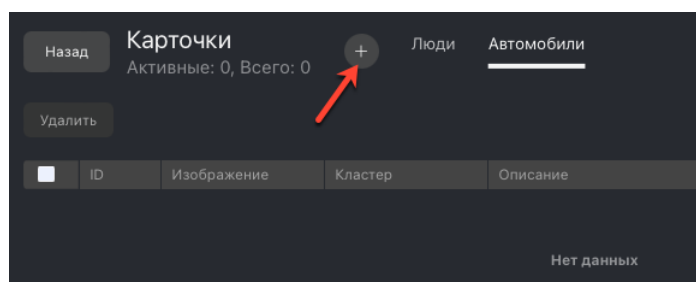 Назад
Карточки
Активные: 0, Всего: 0
+
Люди
Автомобили
Удалить
ID
Изображение
Кластер
Описание
Нет данных